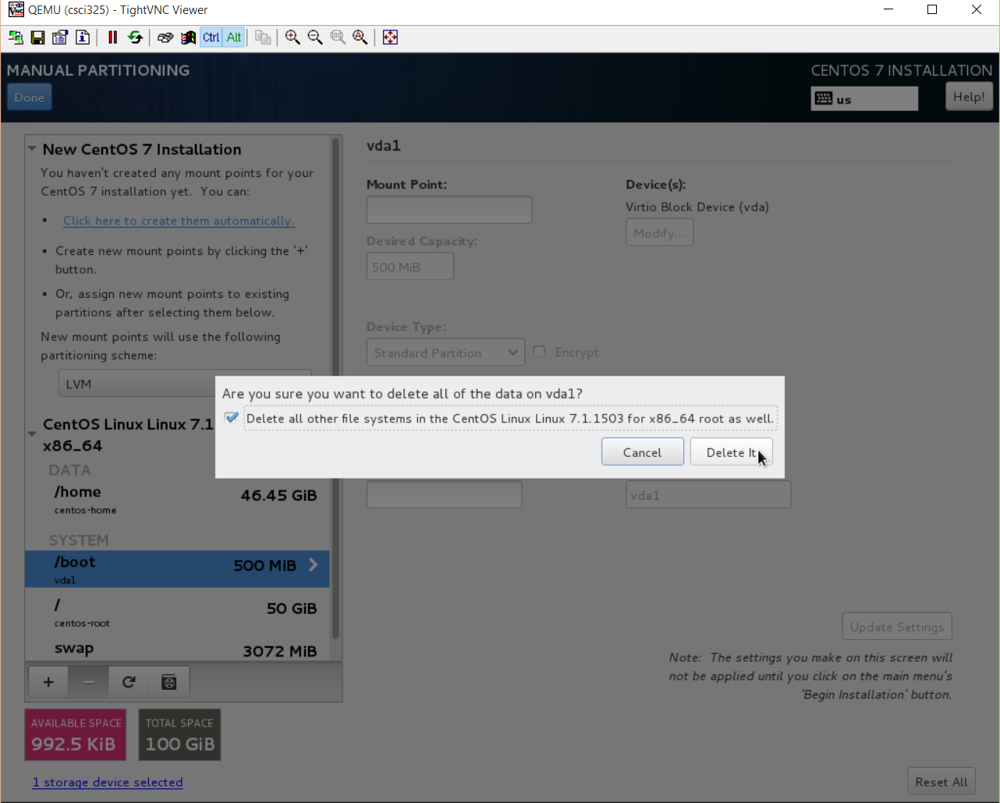 QEMU (csci325) - TightVNC Viewer
Ctrl Alt
MANUAL PARTITIONING
CENTOS 7 INSTALLATION
Done
us
Help!
New CentOS 7 Installation
You haven't created any mount points for your
CentOS 7 installation yet. You can:
• Click here to create them automatically.
• Create new mount points by clicking the '+'
button.
• Or, assign new mount points to existing
partitions after selecting them below.
New mount points will use the following
partitioning scheme:
LVM
CentOS Linux Linux 7.1
x86_64
DATA
/home 46.45 GiB
centos-home
SYSTEM
/boot 500 MiB
vda1
/ 50 GiB
centos-root
swap 3072 MiB
+ −
AVAILABLE SPACE
992.5 KiB
TOTAL SPACE
100 GiB
1 storage device selected
vda1
Mount Point:
Device(s):
Virtio Block Device (vda)
Modify...
Desired Capacity:
500 MiB
Device Type:
Standard Partition
Encrypt
Are you sure you want to delete all of the data on vda1?
Delete all other file systems in the CentOS Linux Linux 7.1.1503 for x86_64 root as well.
Cancel
Delete It
vda1
Update Settings
Note: The settings you make on this screen will
not be applied until you click on the main menu's
'Begin Installation' button.
Reset All